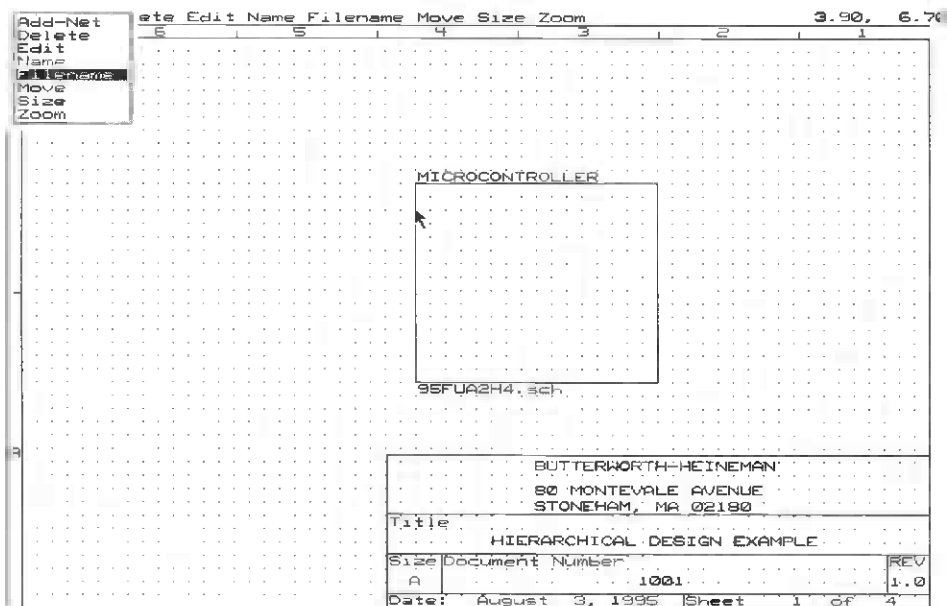 Add-Net
Delete
Edit
Name
Filename
Move
Size
Zoom
ete Edit Name Filename Move Size Zoom
3.90, 6.70
6 5 4 3 2 1
MICROCONTROLLER
95FUA2H4.sch
A
BUTTERWORTH-HEINEMAN
80 MONTEVALE AVENUE
STONEHAM, MA 02180
Title
HIERARCHICAL DESIGN EXAMPLE
Size Document Number REV
A 1001 1.0
Date: August 3, 1995 Sheet 1 of 4